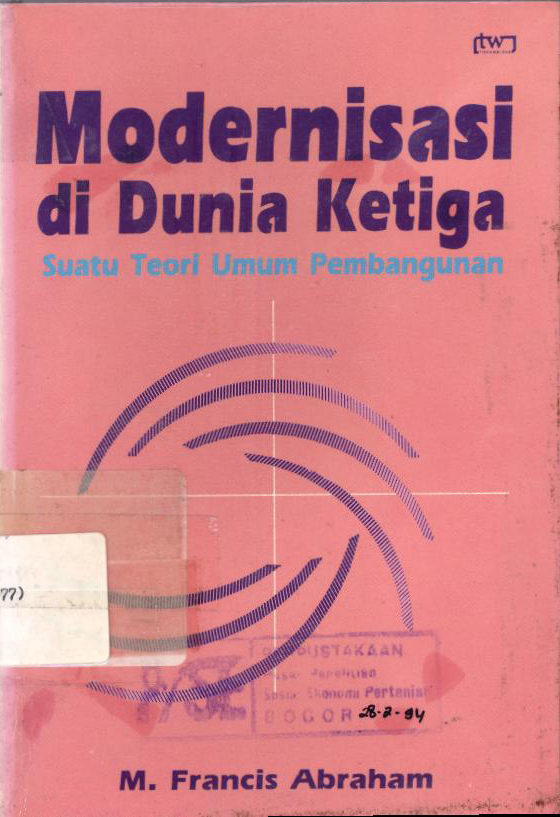 tw
Modernisasi
di Dunia Ketiga
Suatu Teori Umum Pembangunan
77)
PERPUSTAKAAN
Penelitian
Sosial Ekonomi Pertanian
BOGOR 28-2-94
M. Francis Abraham